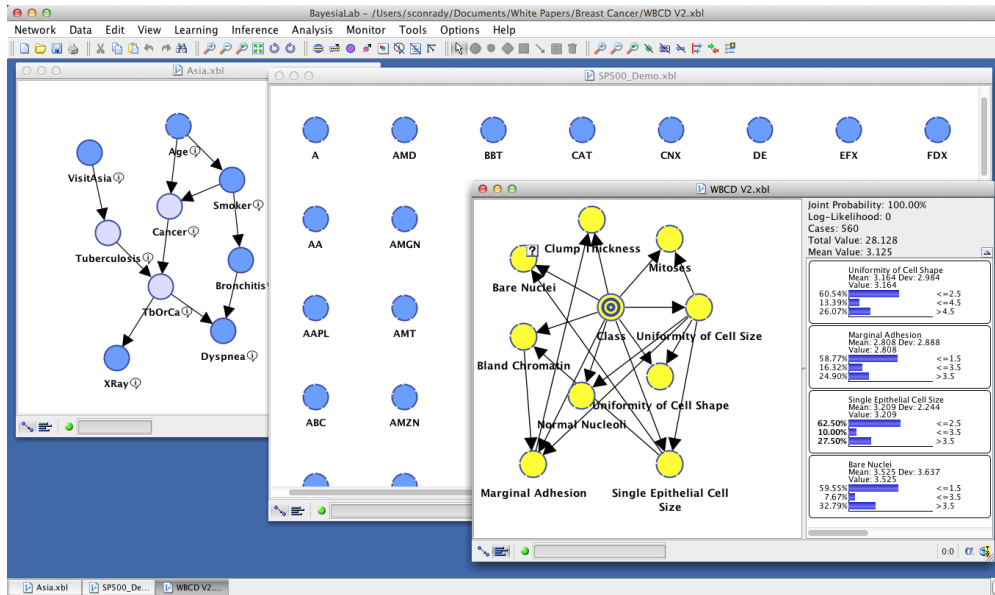 BayesiaLab - /Users/sconrady/Documents/White Papers/Breast Cancer/WBCD V2.xbl
Network Data Edit View Learning Inference Analysis Monitor Tools Options Help
Asia.xbl
Age
VisitAsia
Smoker
Cancer
Tuberculosis
Bronchitis
TbOrCa
Dyspnea
XRay
SP500_Demo.xbl
A AMD BBT CAT CNX DE EFX FDX
AA AMGN
AAPL AMT
ABC AMZN
WBCD V2.xbl
Clump Thickness
?
Mitoses
Bare Nuclei
Class Uniformity of Cell Size
Bland Chromatin
Uniformity of Cell Shape
Normal Nucleoli
Marginal Adhesion Single Epithelial Cell
Size
Joint Probability: 100.00%
Log-Likelihood: 0
Cases: 560
Total Value: 28.128
Mean Value: 3.125
Uniformity of Cell Shape
Mean: 3.164 Dev: 2.984
Value: 3.164
60.54% <=2.5
13.39% <=4.5
26.07% >4.5
Marginal Adhesion
Mean: 2.808 Dev: 2.888
Value: 2.808
58.77% <=1.5
16.32% <=3.5
24.90% >3.5
Single Epithelial Cell Size
Mean: 3.209 Dev: 2.244
Value: 3.209
62.50% <=2.5
10.00% <=3.5
27.50% >3.5
Bare Nuclei
Mean: 3.525 Dev: 3.637
Value: 3.525
59.55% <=1.5
7.67% <=3.5
32.79% >3.5
0:0 α
Asia.xbl SP500_De... WBCD V2....